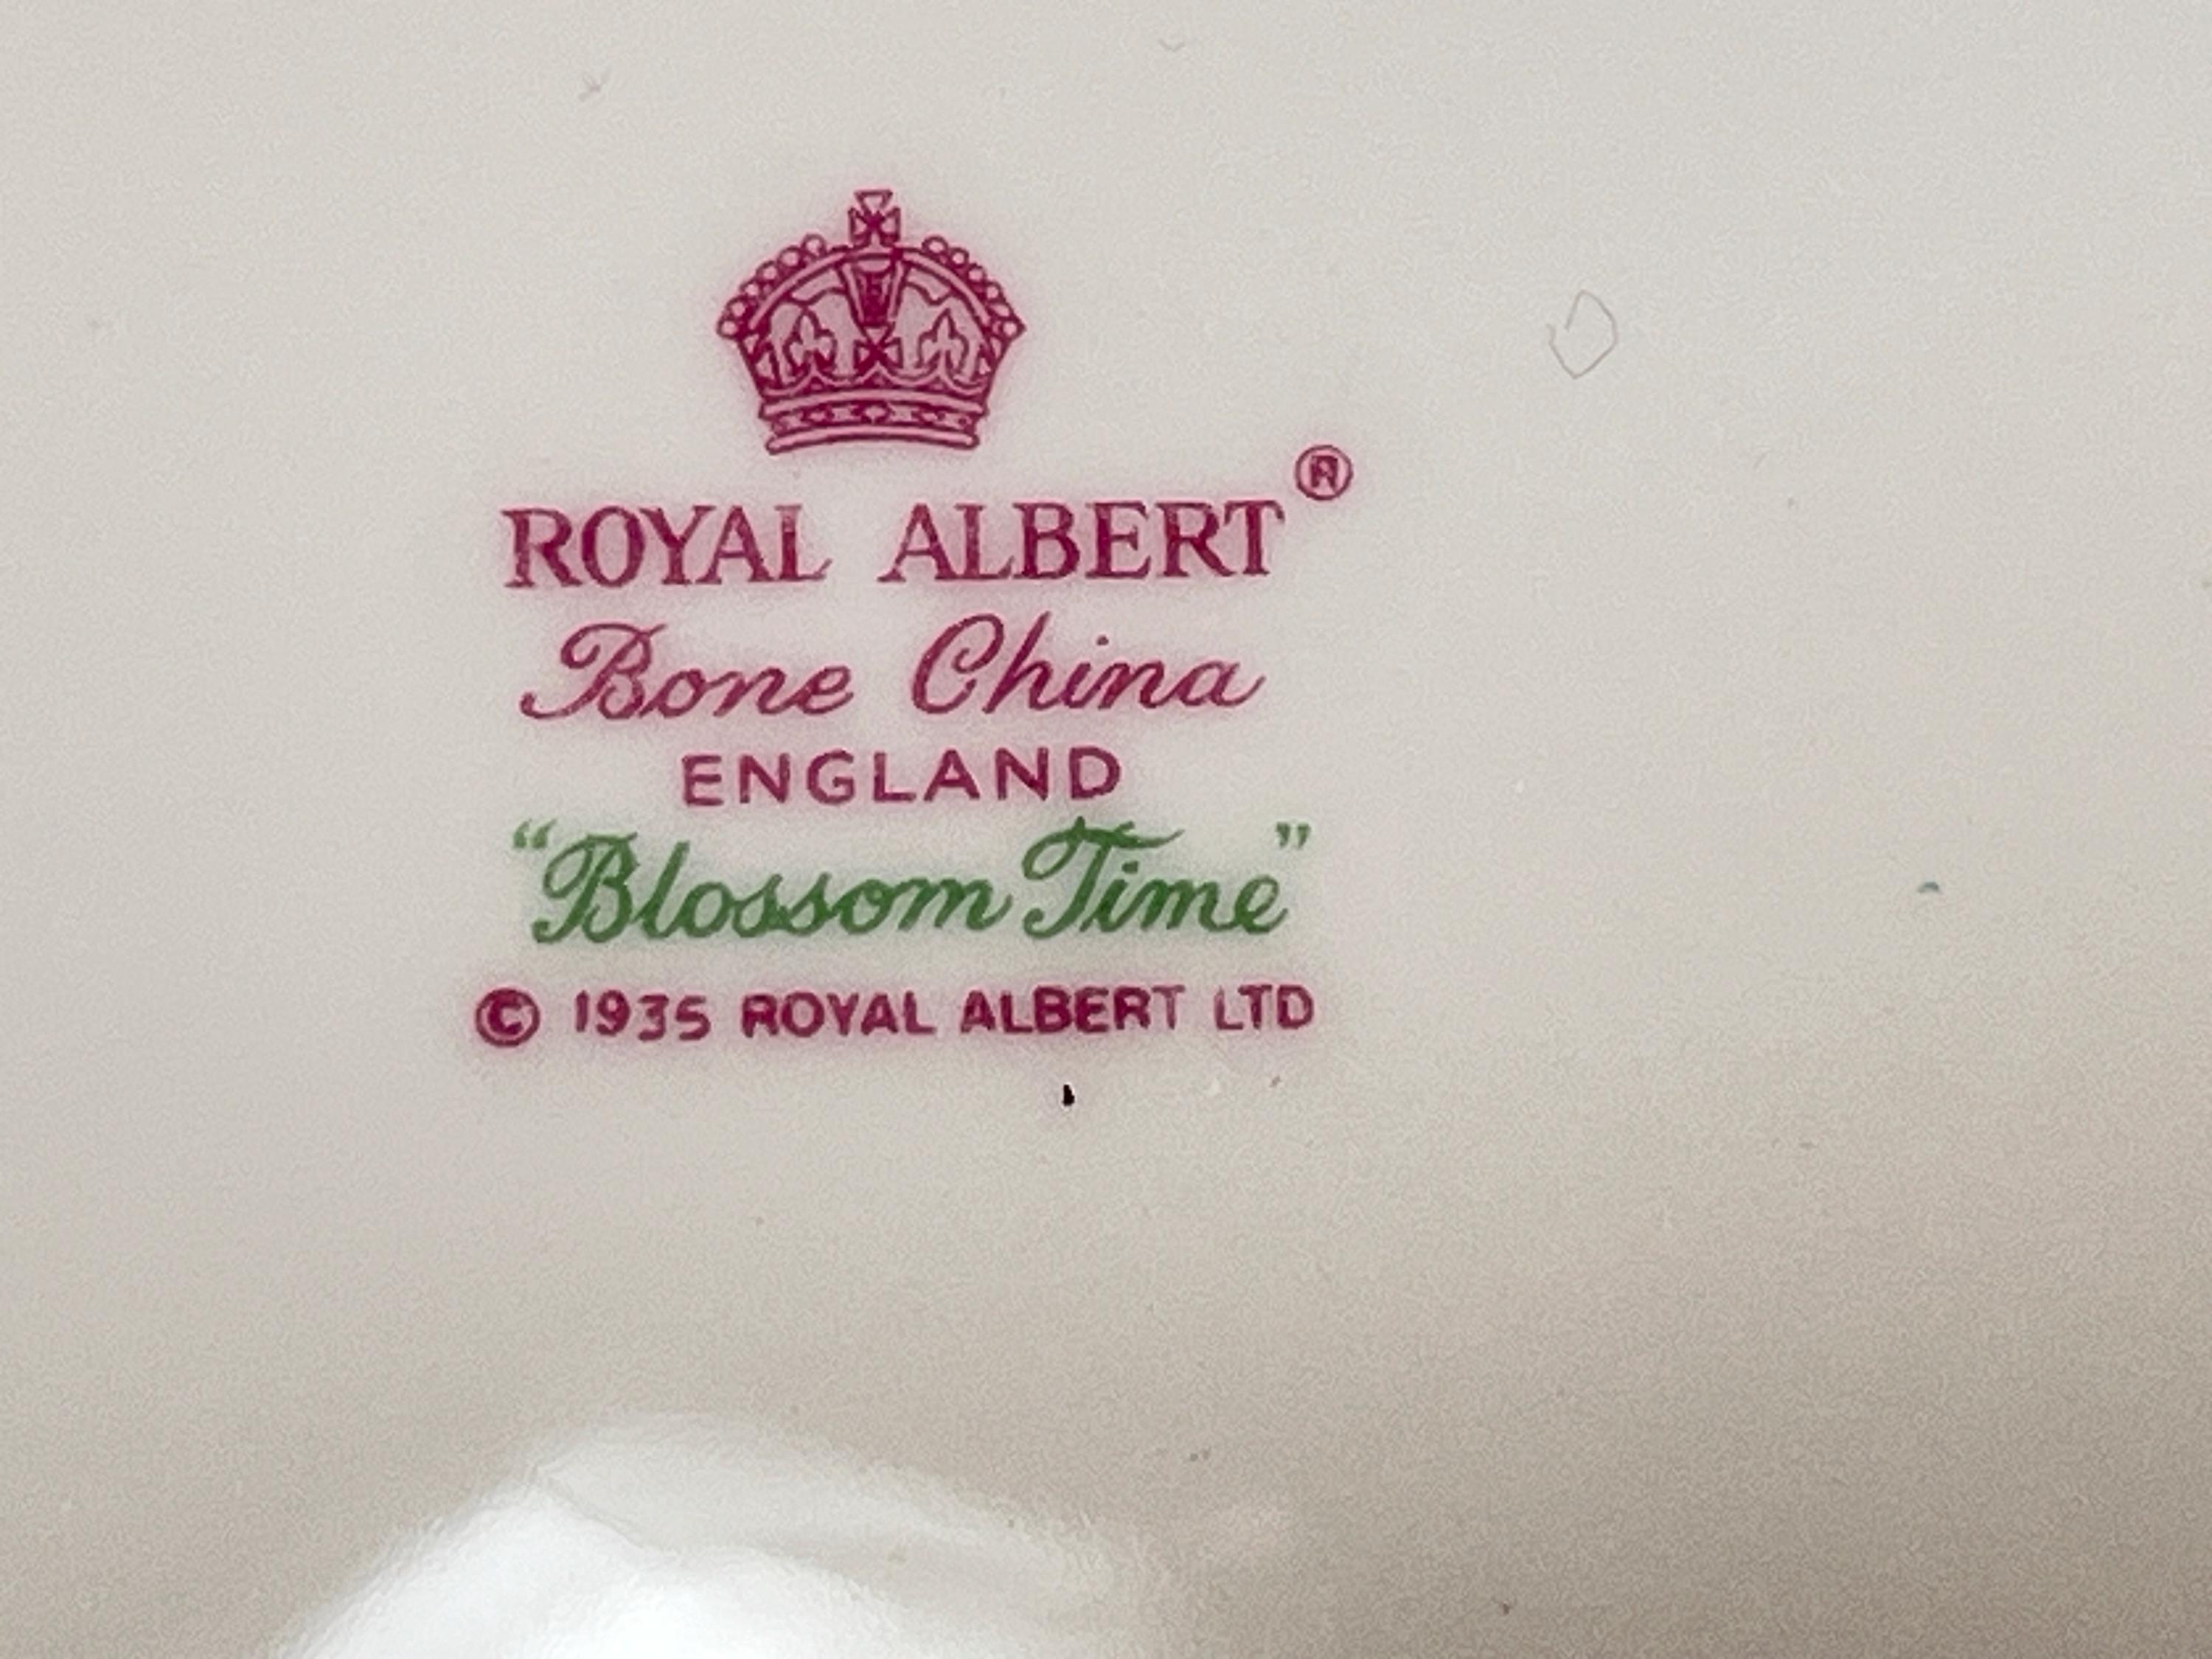 ROYAL ALBERT®
Bone China
ENGLAND
“Blossom Time”
© 1935 ROYAL ALBERT LTD